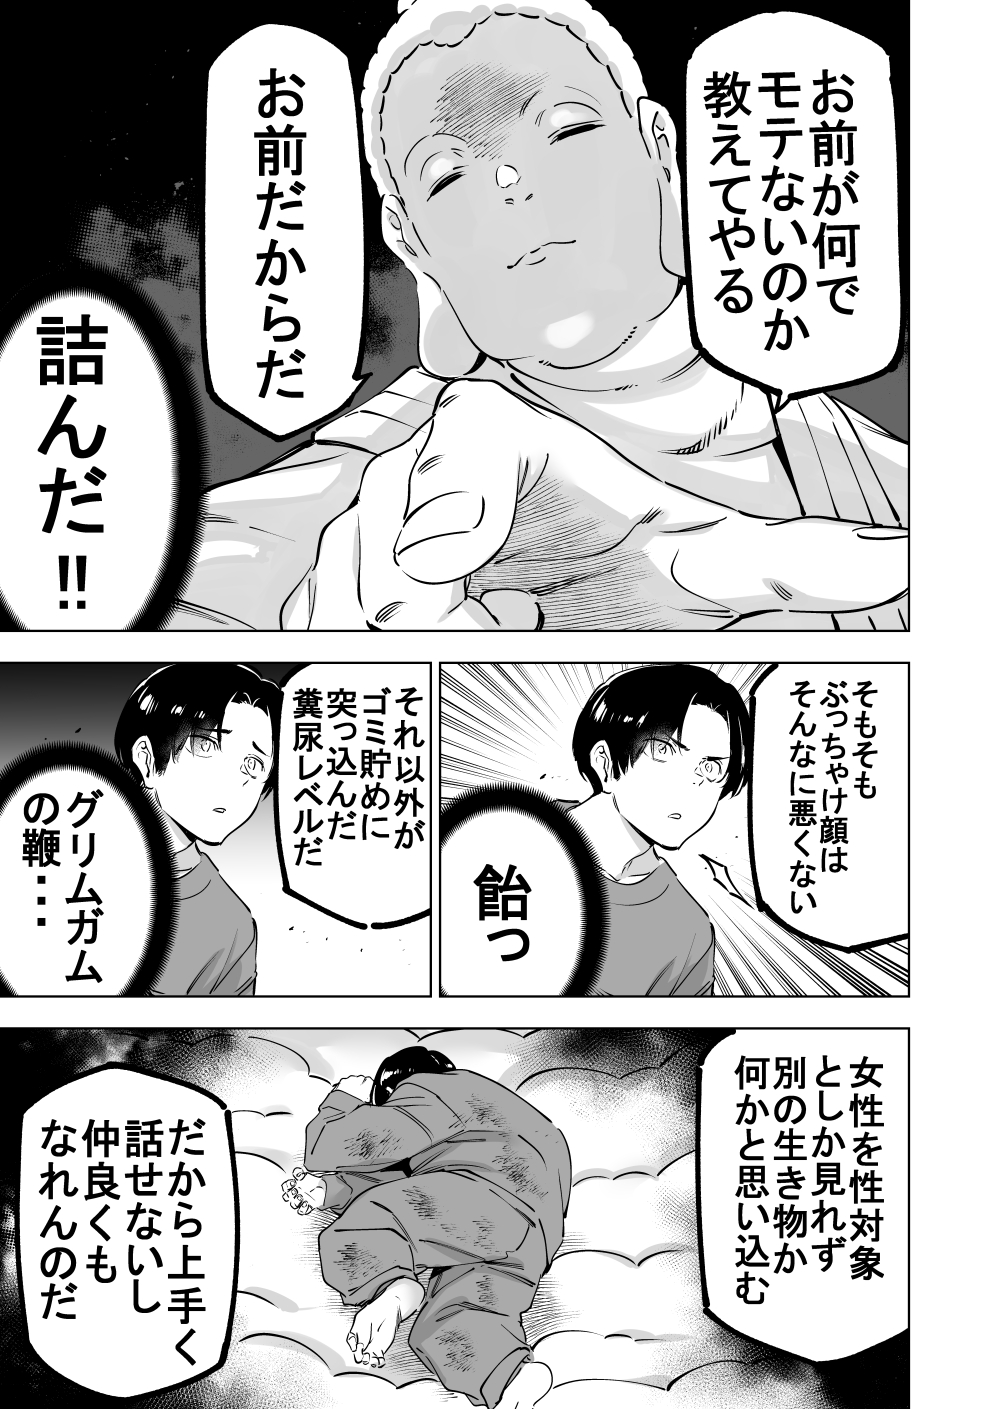 お前が何で
モテないのか
教えてやる
お前だからだ
詰んだ!!
そもそも
ぶっちゃけ顔は
そんなに悪くない
飴っ
それ以外が
ゴミ貯めに
突っ込んだ
糞尿レベルだ
グリムガム
の鞭・・・
女性を性対象
としか見れず
別の生き物か
何かと思い込む
だから上手く
話せないし
仲良くも
なれんのだ